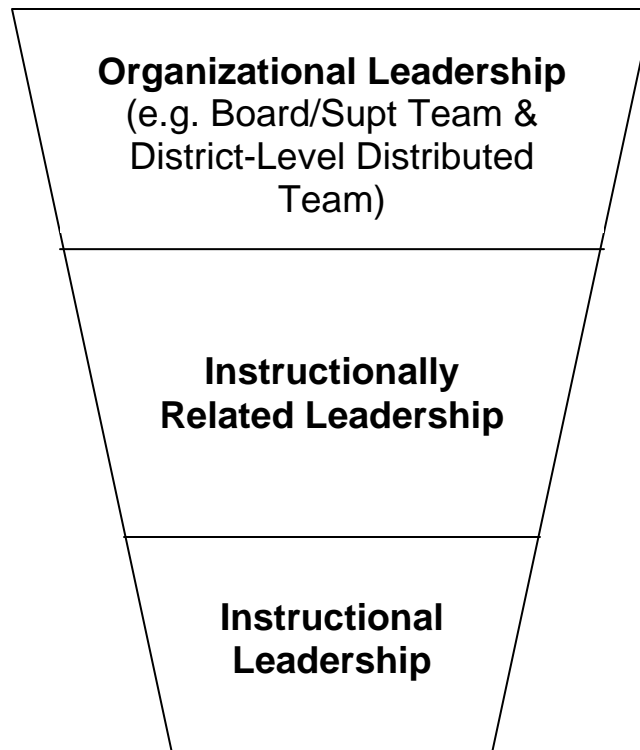 Organizational Leadership
(e.g. Board/Supt Team &
District-Level Distributed
Team)
Instructionally
Related Leadership
Instructional
Leadership